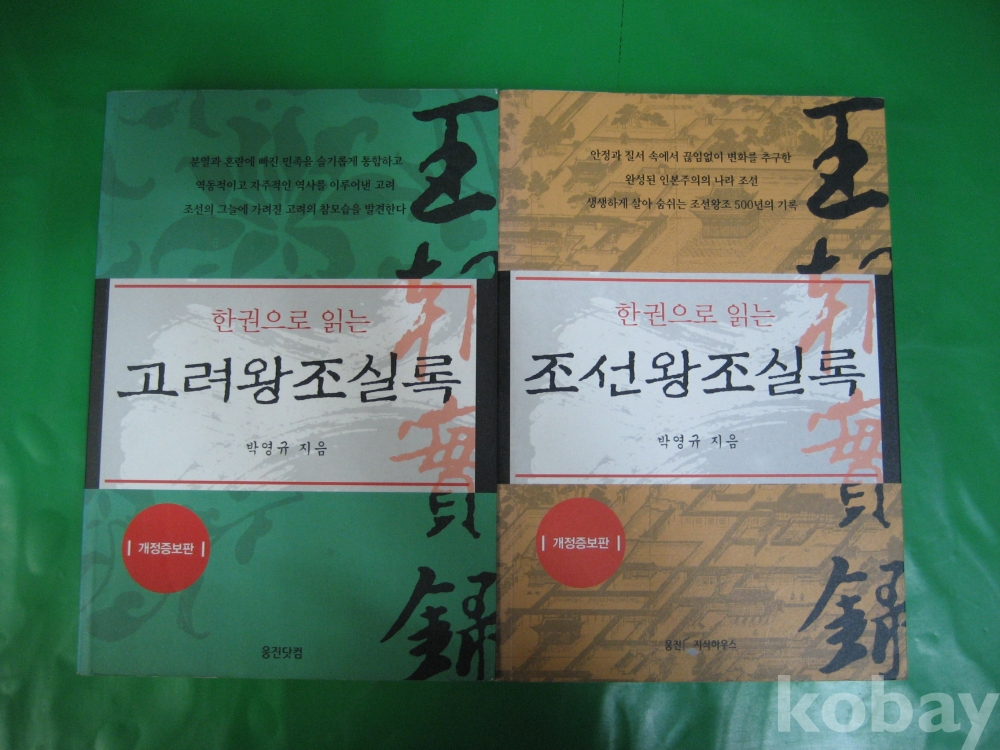 분열과 혼란에 빠진 민족을 슬기롭게 통합하고
역동적이고 자주적인 역사를 이루어낸 고려
조선의 그늘에 가려진 고려의 참모습을 발견한다
한권으로 읽는
고려왕조실록
박영규 지음
개정증보판
웅진닷컴
王朝實錄
안정과 질서 속에서 끊임없이 변화를 추구한
완성된 인본주의의 나라 조선
생생하게 살아 숨쉬는 조선왕조 500년의 기록
한권으로 읽는
조선왕조실록
박영규 지음
개정증보판
웅진 지식하우스
王朝實錄
kobay